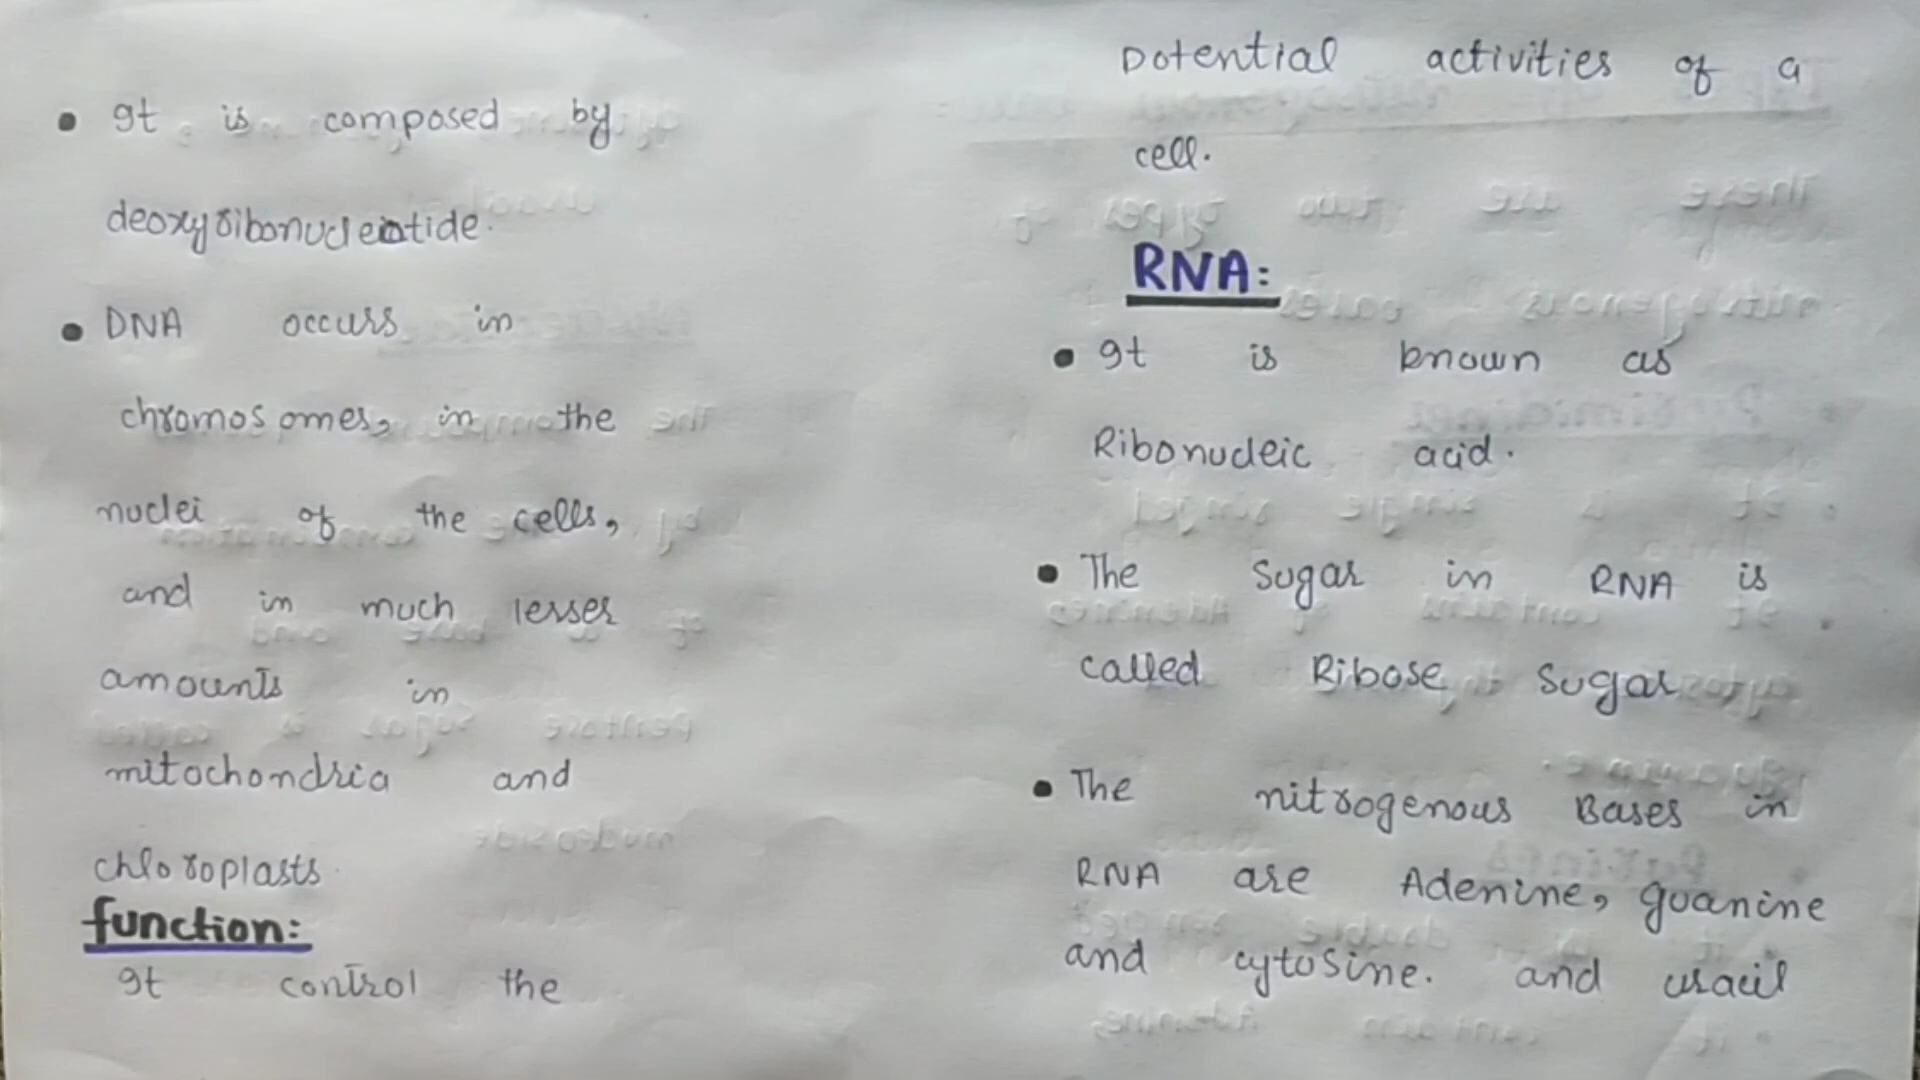 • It is composed by
deoxyribonucleotide.
• DNA occurs in
chromosomes, in the
nuclei of the cells,
and in much lesser
amounts in
mitochondria and
chloroplasts.
function:
It control the
Potential activities of a
cell.
RNA:
• It is known as
Ribonucleic acid.
• The Sugar in RNA is
called Ribose Sugar
• The nitrogenous Bases in
RNA are Adenine, guanine
and cytosine. and uracil